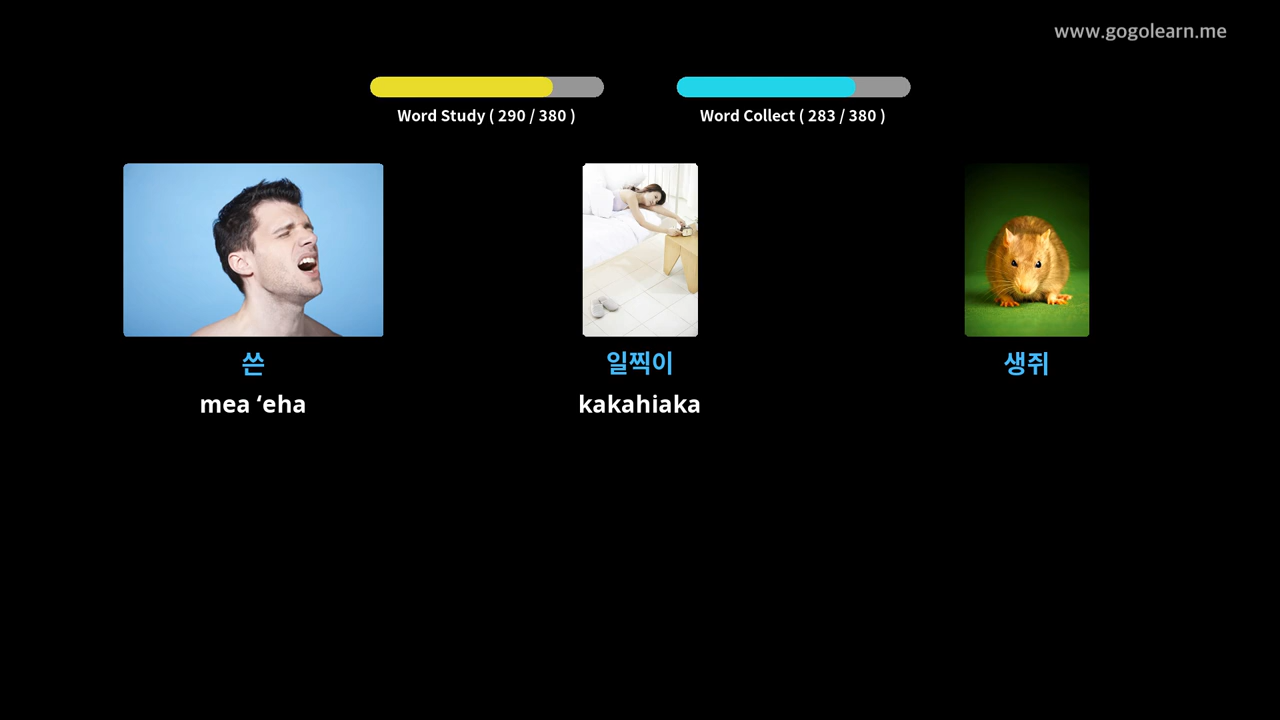 www.gogolearn.me
Word Study ( 290 / 380 )
Word Collect ( 283 / 380 )
쓴
mea ‘eha
일찍이
kakahiaka
생쥐